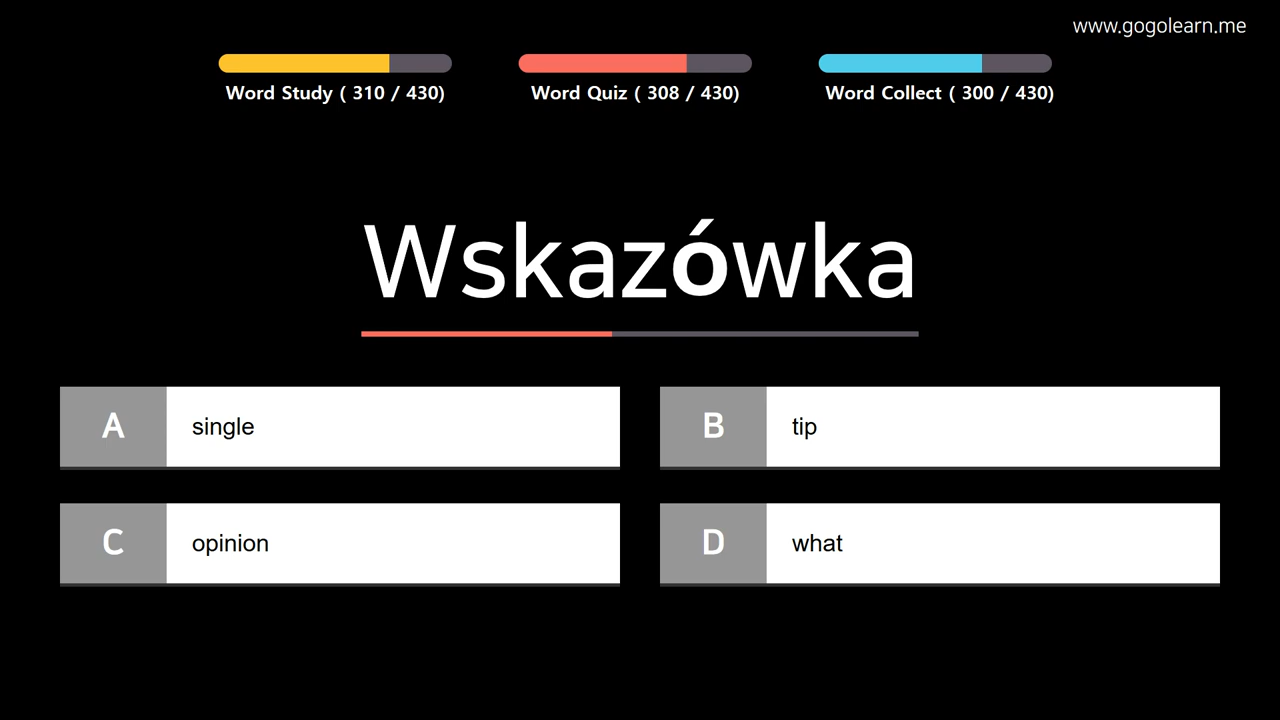 www.gogolearn.me
Word Study ( 310 / 430)
Word Quiz ( 308 / 430)
Word Collect ( 300 / 430)
Wskazówka
A single
B tip
C opinion
D what